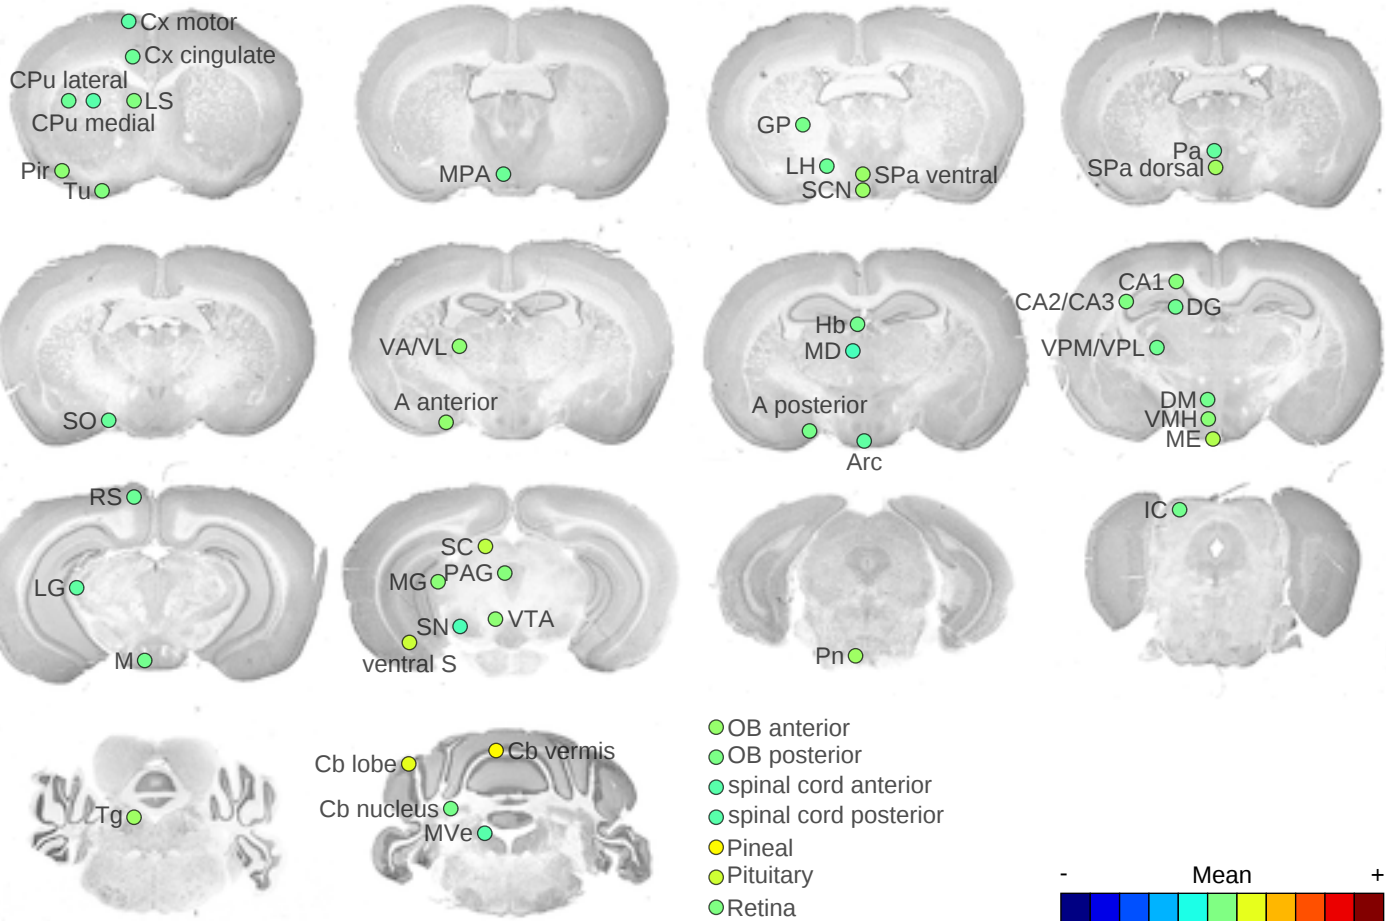 Cx motor
Cx cingulate
CPu lateral
LS
CPu medial
Pir
Tu
MPA
GP
LH
SPa ventral
SCN
Pa
SPa dorsal
SO
VA/VL
A anterior
Hb
MD
A posterior
Arc
CA1
CA2/CA3
DG
VPM/VPL
DM
VMH
ME
RS
LG
M
SC
MG
PAG
SN
VTA
ventral S
Pn
IC
Tg
Cb lobe
Cb vermis
Cb nucleus
MVe
OB anterior
OB posterior
spinal cord anterior
spinal cord posterior
Pineal
Pituitary
Retina
- Mean +